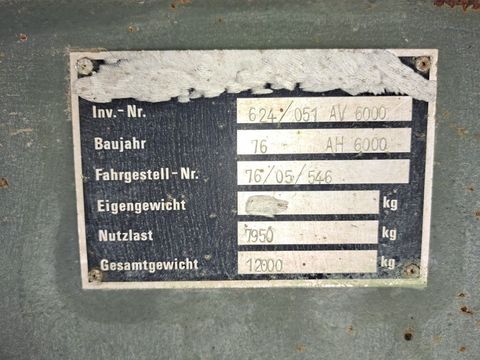 Inv.-Nr. 624/051 AV 6000
Baujahr 76 AH 6000
Fahrgestell-Nr. 76/05/546
Eigengewicht kg
Nutzlast 7950 kg
Gesamtgewicht 12000 kg